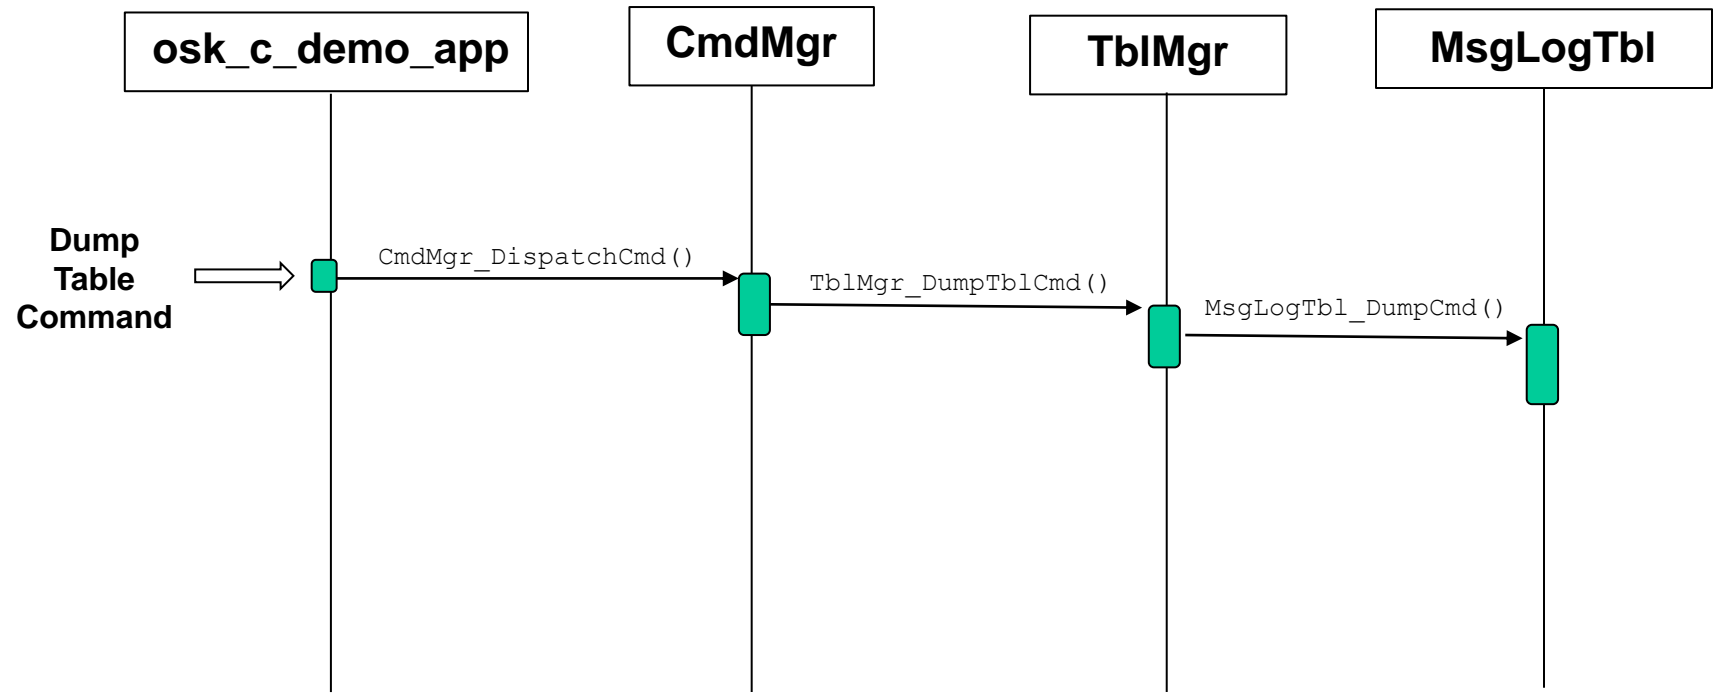 osk_c_demo_app
CmdMgr
TblMgr
MsgLogTbl
Dump
Table
Command
CmdMgr_DispatchCmd()
TblMgr_DumpTblCmd()
MsgLogTbl_DumpCmd()